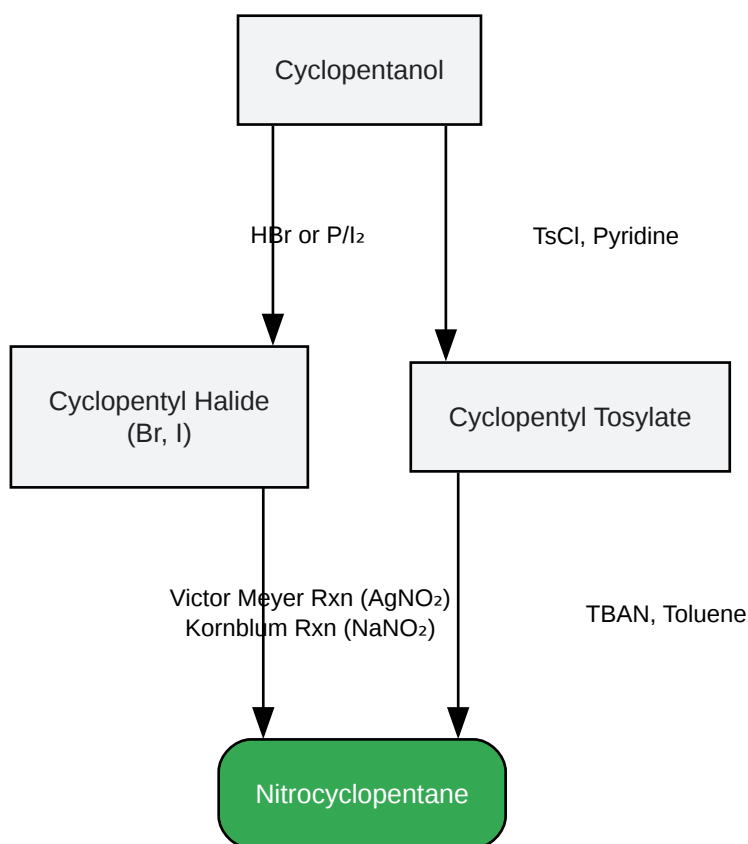 Cyclopentanol
HBr or P/I₂
TsCl, Pyridine
Cyclopentyl Halide
(Br, I)
Cyclopentyl Tosylate
Victor Meyer Rxn (AgNO₂)
Kornblum Rxn (NaNO₂)
TBAN, Toluene
Nitrocyclopentane